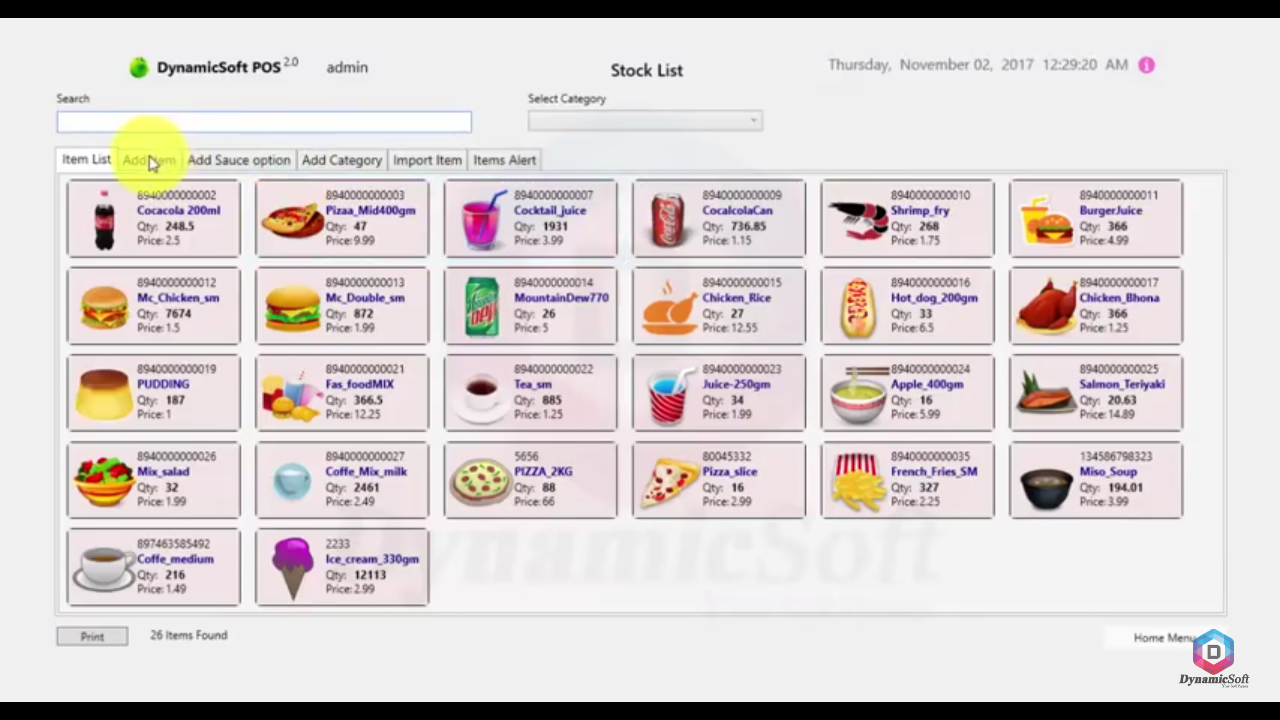 DynamicSoft POS 2.0
admin
Stock List
Thursday, November 02, 2017 12:29:20 AM
Search
Select Category
Item List
Add Item
Add Sauce option
Add Category
Import Item
Items Alert
8940000000002
Cocacola 200ml
Qty: 248.5
Price: 2.5
8940000000003
Pizaa_Mid400gm
Qty: 47
Price: 9.99
8940000000007
Cocktail_juice
Qty: 1931
Price: 3.99
8940000000009
CocalcolaCan
Qty: 736.85
Price: 1.15
8940000000010
Shrimp_fry
Qty: 268
Price: 1.75
8940000000011
BurgerJuice
Qty: 366
Price: 4.99
8940000000012
Mc_Chicken_sm
Qty: 7674
Price: 1.5
8940000000013
Mc_Double_sm
Qty: 872
Price: 1.99
8940000000014
MountainDew770
Qty: 26
Price: 5
8940000000015
Chicken_Rice
Qty: 27
Price: 12.55
8940000000016
Hot_dog_200gm
Qty: 33
Price: 6.5
8940000000017
Chicken_Bhona
Qty: 366
Price: 1.25
8940000000019
PUDDING
Qty: 187
Price: 1
8940000000021
Fas_foodMIX
Qty: 366.5
Price: 12.25
8940000000022
Tea_sm
Qty: 885
Price: 1.25
8940000000023
Juice-250gm
Qty: 34
Price: 1.99
8940000000024
Apple_400gm
Qty: 16
Price: 5.99
8940000000025
Salmon_Teriyaki
Qty: 20.63
Price: 14.89
8940000000026
Mix_salad
Qty: 32
Price: 1.99
8940000000027
Coffe_Mix_milk
Qty: 2461
Price: 2.49
5656
PIZZA_2KG
Qty: 88
Price: 66
80045332
Pizza_slice
Qty: 16
Price: 2.99
8940000000035
French_Fries_SM
Qty: 327
Price: 2.25
134586798323
Miso_Soup
Qty: 194.01
Price: 3.99
897463585492
Coffe_medium
Qty: 216
Price: 1.49
2233
Ice_cream_330gm
Qty: 12113
Price: 2.99
DynamicSoft
Print
26 Items Found
Home Menu
D
DynamicSoft